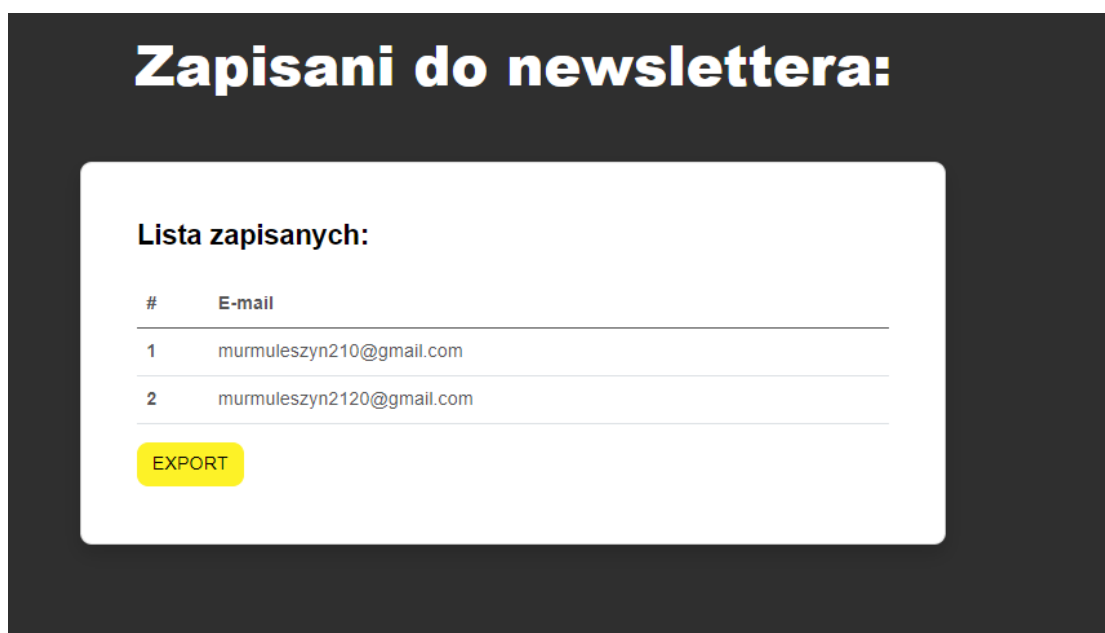 Zapisani do newslettera:
Lista zapisanych:
# E-mail
1 murmuleszyn210@gmail.com
2 murmuleszyn2120@gmail.com
EXPORT